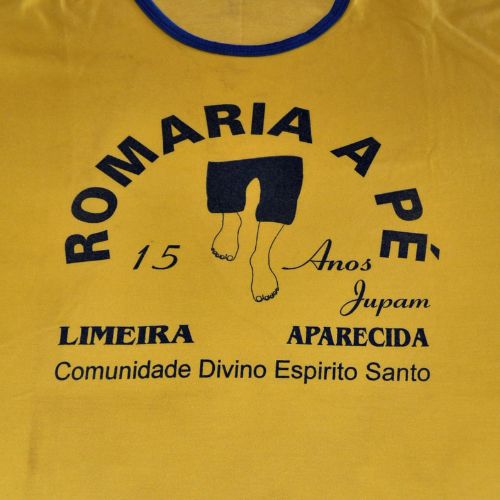 ROMARIA A PÉ
15 Anos
Jupam
LIMEIRA APARECIDA
Comunidade Divino Espirito Santo